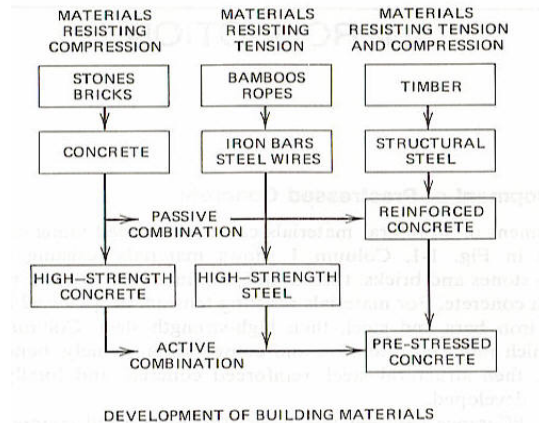 MATERIALS
RESISTING
COMPRESSION
MATERIALS
RESISTING
TENSION
MATERIALS
RESISTING TENSION
AND COMPRESSION
STONES
BRICKS
BAMBOOS
ROPES
TIMBER
CONCRETE
IRON BARS
STEEL WIRES
STRUCTURAL
STEEL
PASSIVE
COMBINATION
REINFORCED
CONCRETE
HIGH–STRENGTH
CONCRETE
HIGH–STRENGTH
STEEL
ACTIVE
COMBINATION
PRE-STRESSED
CONCRETE
DEVELOPMENT OF BUILDING MATERIALS